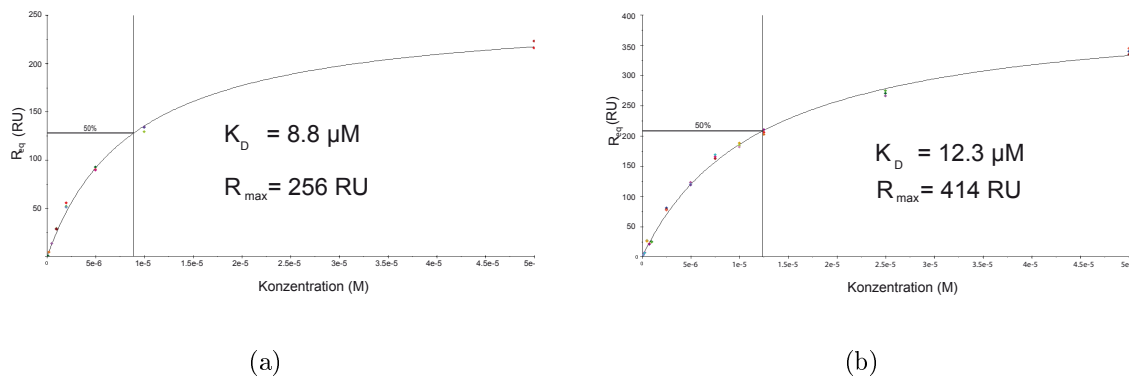 250
200
150
100
50
0
R_eq (RU)
50%
K_D = 8.8 µM
R_max = 256 RU
0 5e-6 1e-5 1.5e-5 2e-5 2.5e-5 3e-5 3.5e-5 4e-5 4.5e-5 5e-
Konzentration (M)
(a)
400
350
300
250
200
150
100
50
0
R_eq (RU)
50%
K_D = 12.3 µM
R_max = 414 RU
0 5e-6 1e-5 1.5e-5 2e-5 2.5e-5 3e-5 3.5e-5 4e-5 4.5e-5
Konzentration (M)
(b)